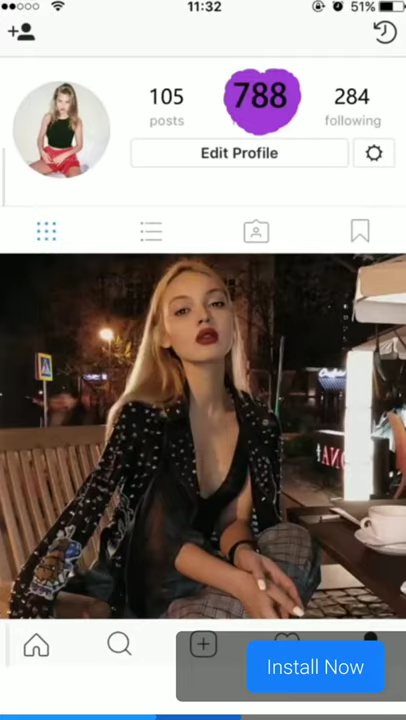 11:32
51%
105
788
284
posts
following
Edit Profile
Install Now